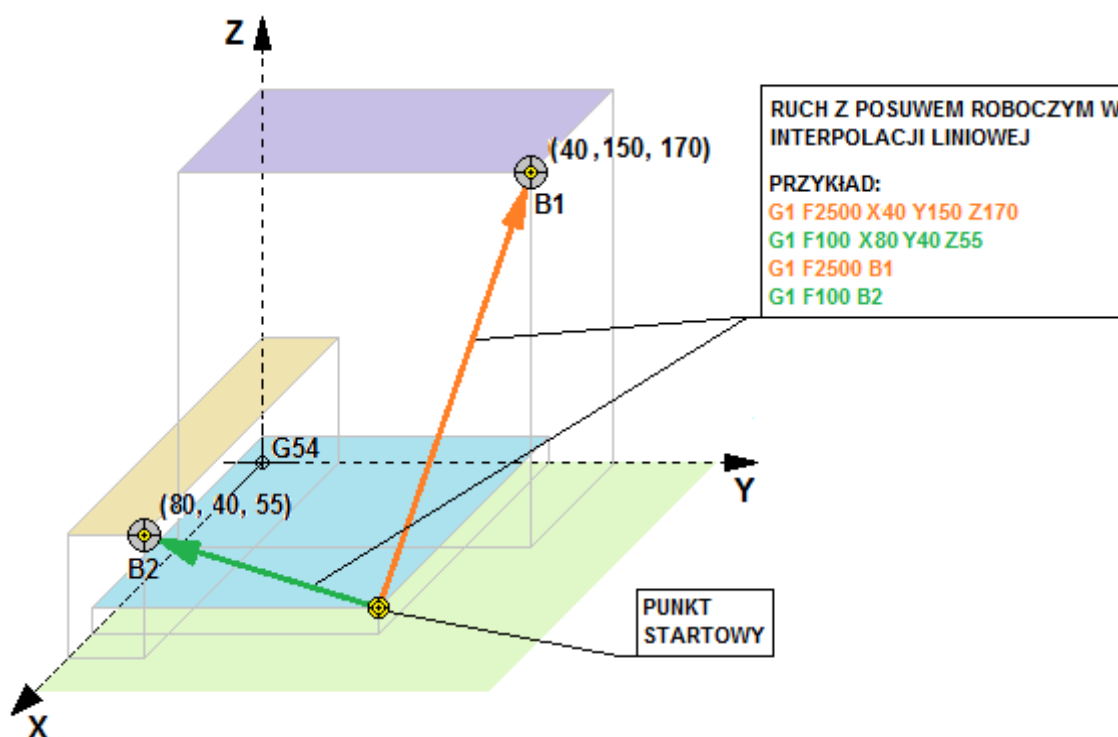 Z
RUCH Z POSUWEM ROBOCZYM W
INTERPOLACJI LINIOWEJ
PRZYKŁAD:
G1 F2500 X40 Y150 Z170
G1 F100 X80 Y40 Z55
G1 F2500 B1
G1 F100 B2
(40 ,150, 170)
B1
G54
Y
(80, 40, 55)
B2
PUNKT
STARTOWY
X